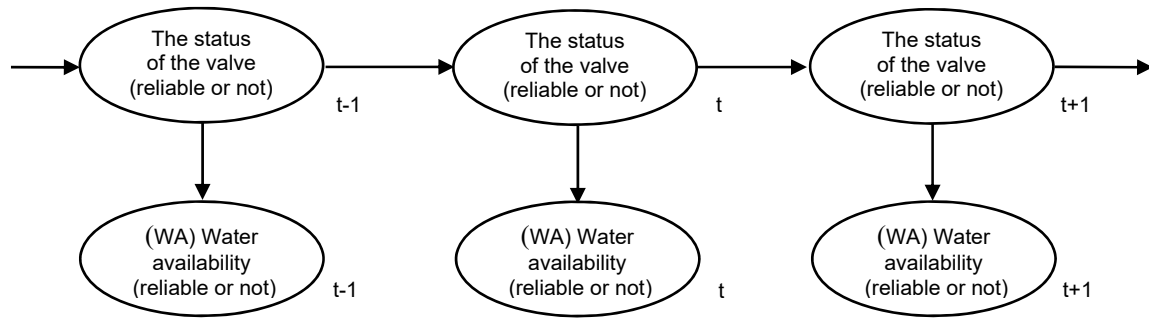 The status
of the valve
(reliable or not)
t-1
The status
of the valve
(reliable or not)
t
The status
of the valve
(reliable or not)
t+1
(WA) Water
availability
(reliable or not)
t-1
(WA) Water
availability
(reliable or not)
t
(WA) Water
availability
(reliable or not)
t+1